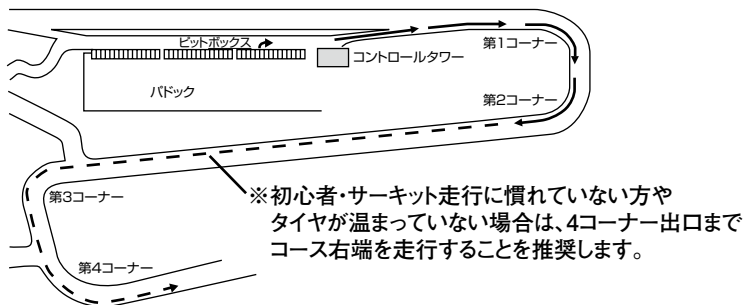 ピットボックス
コントロールタワー
第1コーナー
パドック
第2コーナー
第3コーナー
※初心者・サーキット走行に慣れていない方や
タイヤが温まっていない場合は、4コーナー出口まで
コース右端を走行することを推奨します。
第4コーナー